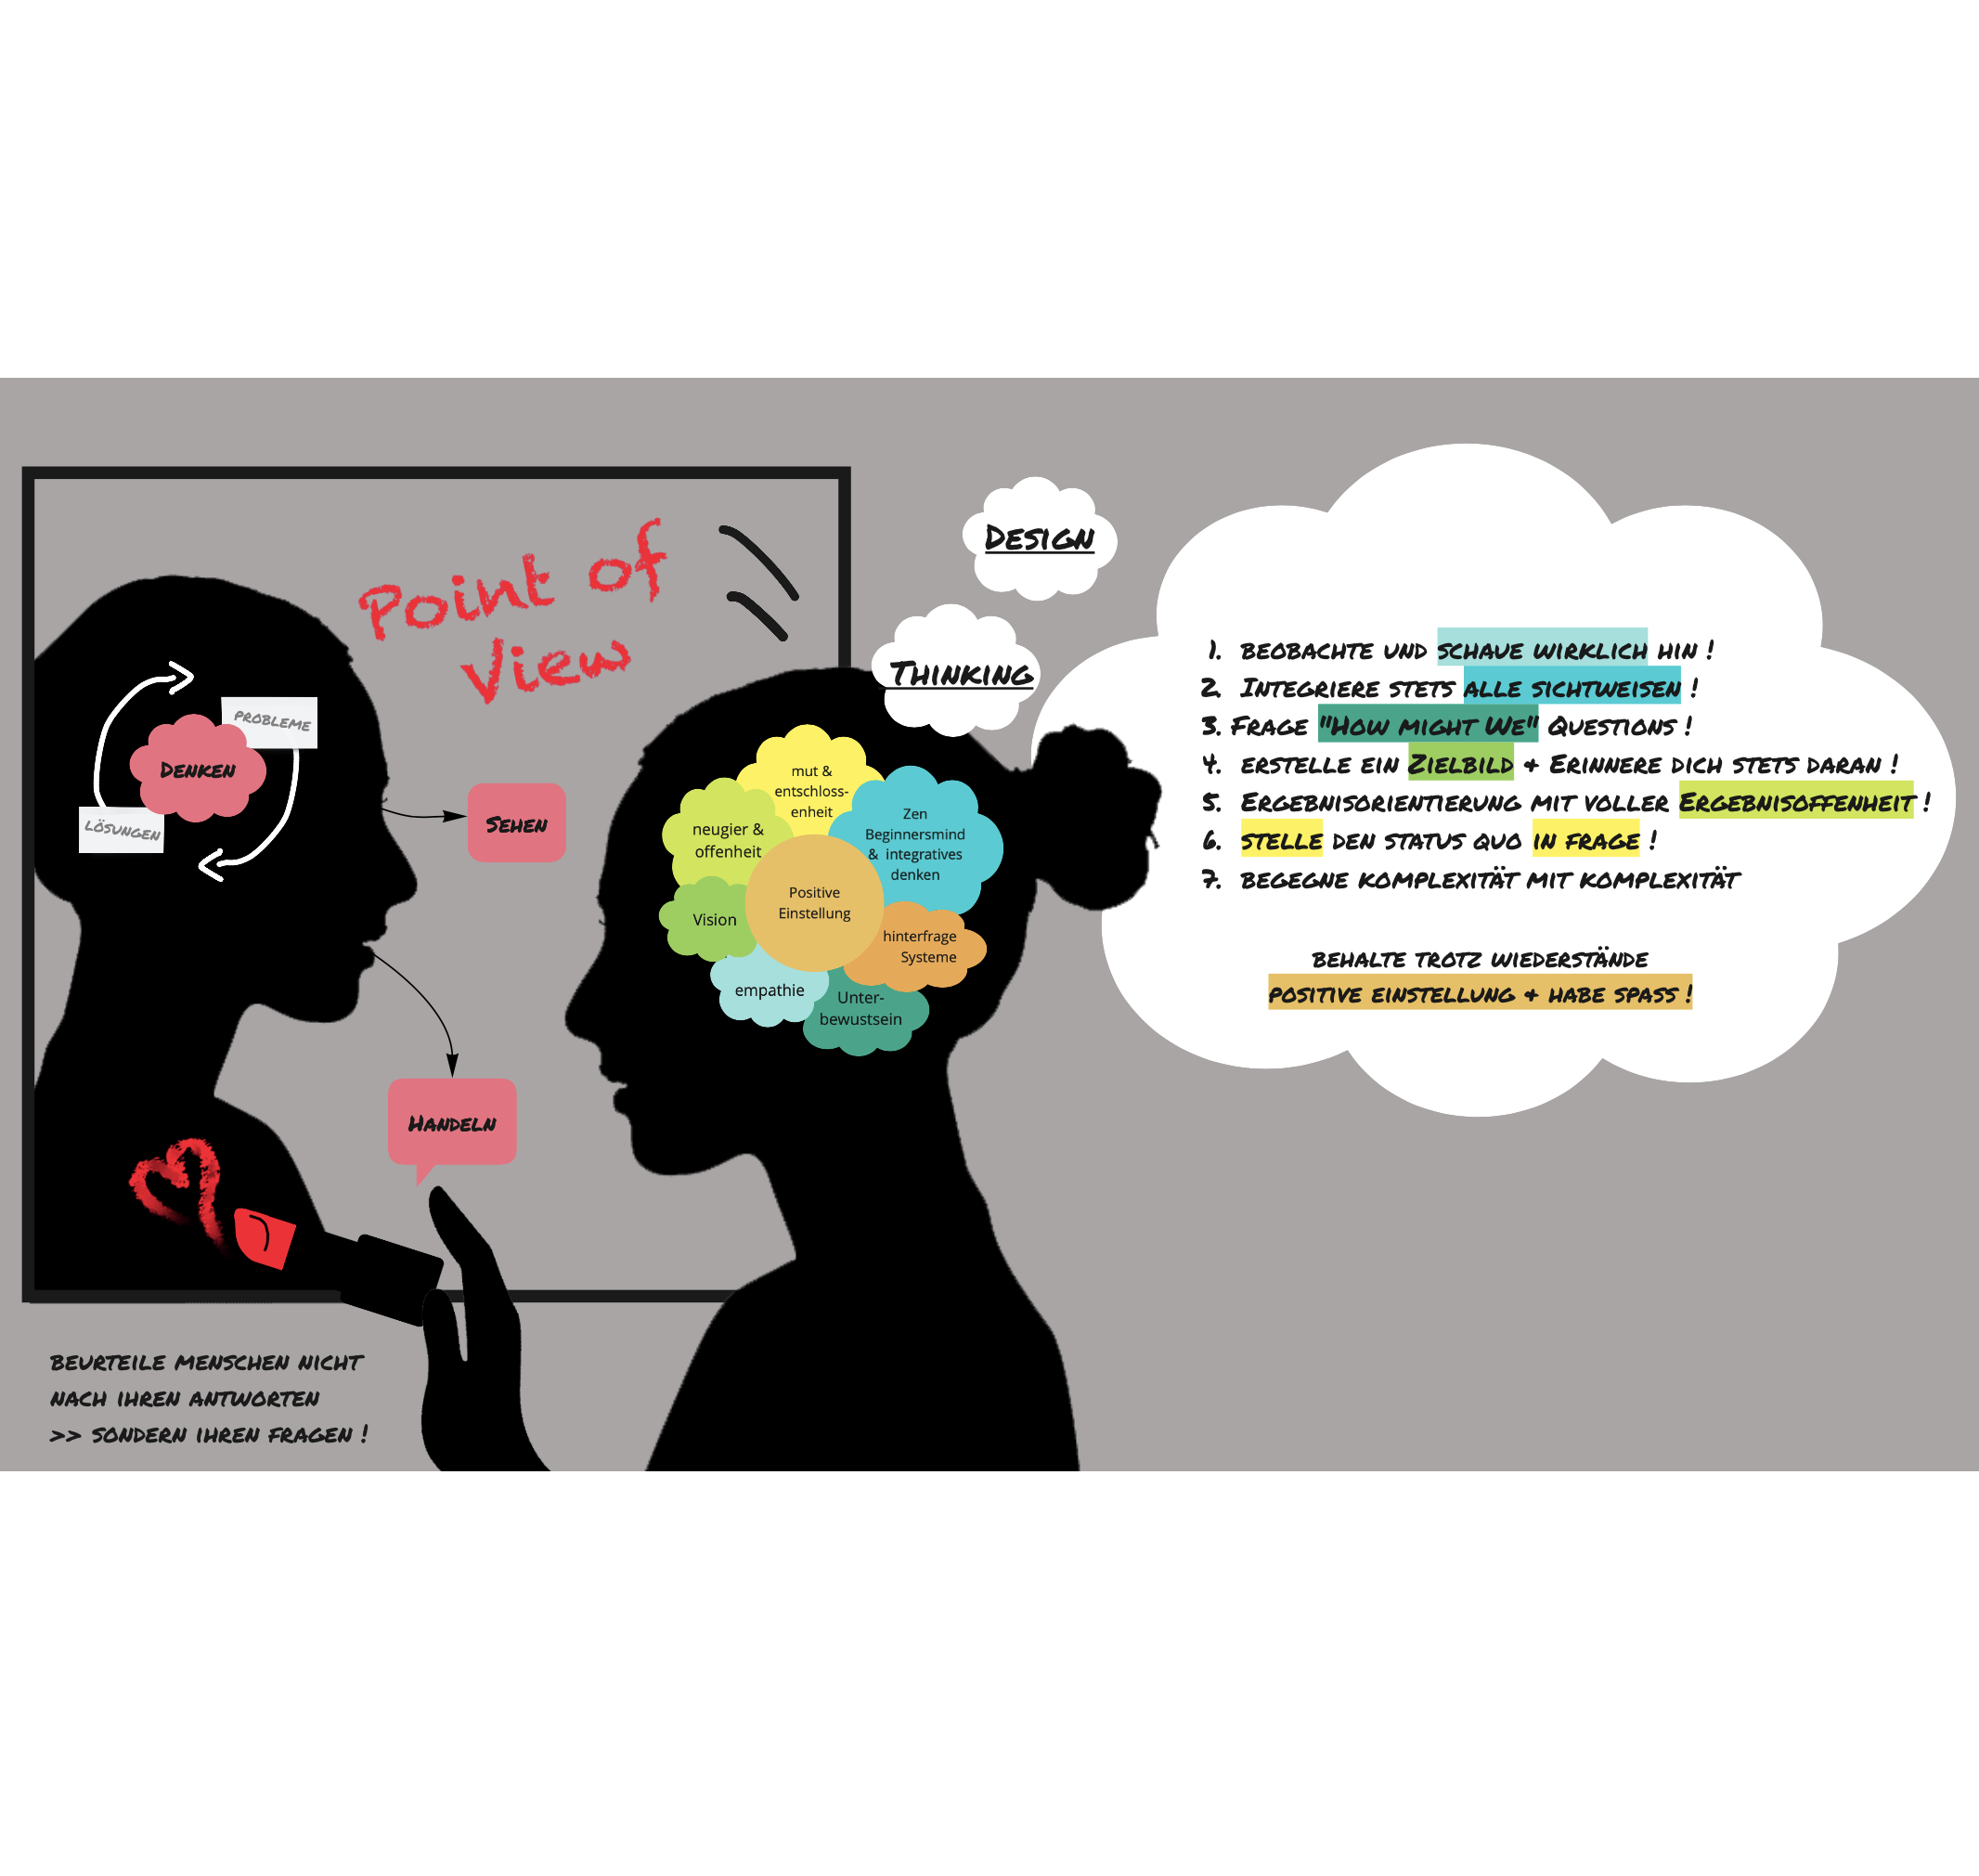 Point of
View
PROBLEME
DENKEN
LÖSUNGEN
SEHEN
HANDELN
BEURTEILE MENSCHEN NICHT
NACH IHREN ANTWORTEN
>> SONDERN IHREN FRAGEN !
DESIGN
THINKING
mut &
entschloss-
enheit
neugier &
offenheit
Zen
Beginnersmind
& integratives
denken
Positive
Einstellung
Vision
hinterfrage
Systeme
empathie
Unter-
bewustsein
1. BEOBACHTE UND SCHAUE WIRKLICH HIN !
2. INTEGRIERE STETS ALLE SICHTWEISEN !
3. FRAGE "HOW MIGHT WE" QUESTIONS !
4. ERSTELLE EIN ZIELBILD + ERINNERE DICH STETS DARAN !
5. ERGEBNISORIENTIERUNG MIT VOLLER ERGEBNISOFFENHEIT !
6. STELLE DEN STATUS QUO IN FRAGE !
7. BEGEGNE KOMPLEXITÄT MIT KOMPLEXITÄT
BEHALTE TROTZ WIEDERSTÄNDE
POSITIVE EINSTELLUNG + HABE SPASS !